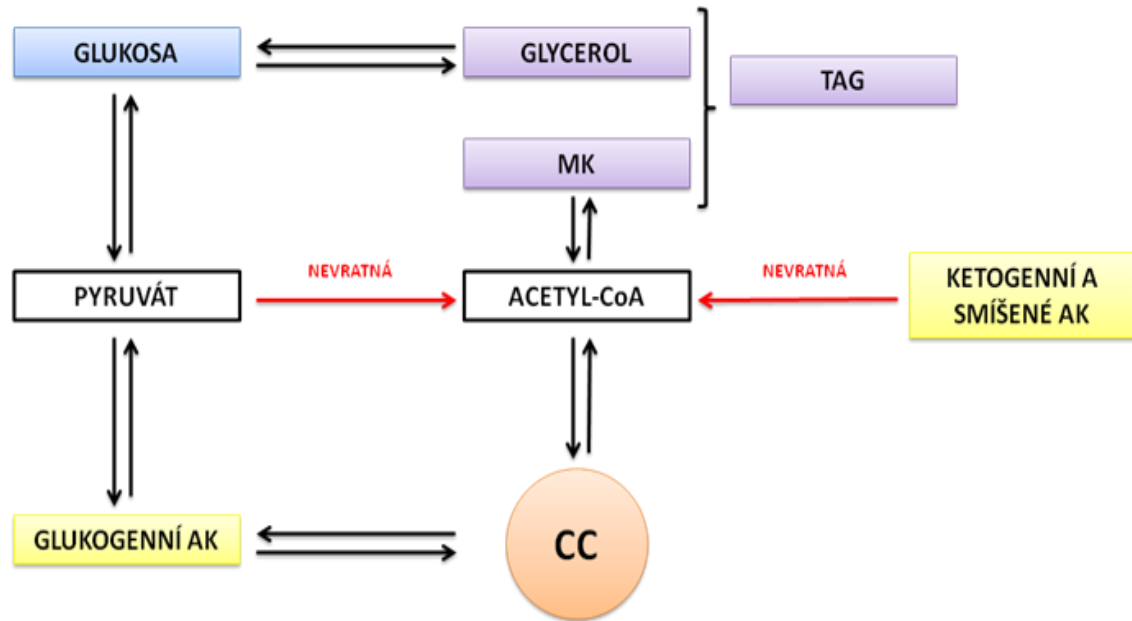 GLUKOSA
GLYCEROL
TAG
MK
NEVRATNÁ
NEVRATNÁ
PYRUVÁT
ACETYL-CoA
KETOGENNÍ A
SMÍŠENÉ AK
GLUKOGENNÍ AK
CC